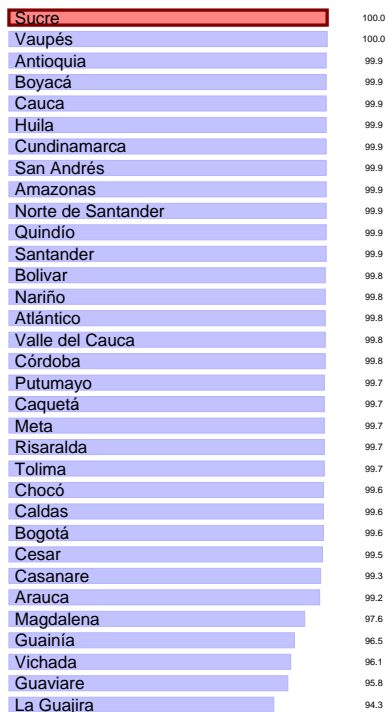 Sucre 100.0
Vaupés 100.0
Antioquia 99.9
Boyacá 99.9
Cauca 99.9
Huila 99.9
Cundinamarca 99.9
San Andrés 99.9
Amazonas 99.9
Norte de Santander 99.9
Quindío 99.9
Santander 99.9
Bolivar 99.8
Nariño 99.8
Atlántico 99.8
Valle del Cauca 99.8
Córdoba 99.8
Putumayo 99.7
Caquetá 99.7
Meta 99.7
Risaralda 99.7
Tolima 99.7
Chocó 99.6
Caldas 99.6
Bogotá 99.6
Cesar 99.5
Casanare 99.3
Arauca 99.2
Magdalena 97.6
Guainía 96.5
Vichada 96.1
Guaviare 95.8
La Guajira 94.3